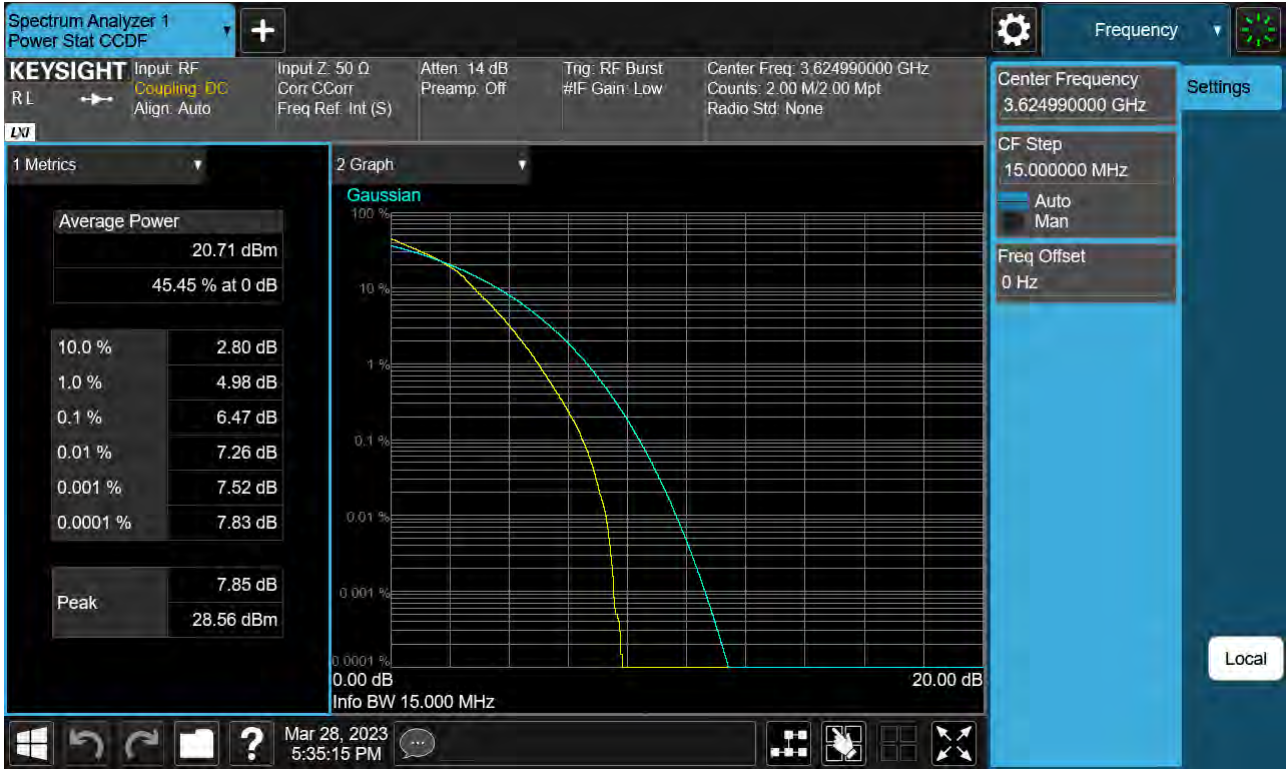 Spectrum Analyzer 1
Power Stat CCDF
+
Frequency
KEYSIGHT
R L
LXI
Input: RF
Coupling: DC
Align: Auto
Input Z: 50 Ω
Corr CCorr
Freq Ref: Int (S)
Atten: 14 dB
Preamp: Off
Trig: RF Burst
#IF Gain: Low
Center Freq: 3.624990000 GHz
Counts: 2.00 M/2.00 Mpt
Radio Std: None
Center Frequency
3.624990000 GHz
Settings
CF Step
15.000000 MHz
Auto
Man
Freq Offset
0 Hz
Local
1 Metrics
Average Power
20.71 dBm
45.45 % at 0 dB
10.0 % 2.80 dB
1.0 % 4.98 dB
0.1 % 6.47 dB
0.01 % 7.26 dB
0.001 % 7.52 dB
0.0001 % 7.83 dB
Peak
7.85 dB
28.56 dBm
2 Graph
Gaussian
100 %
10 %
1 %
0.1 %
0.01 %
0.001 %
0.0001 %
0.00 dB
20.00 dB
Info BW 15.000 MHz
?
Mar 28, 2023
5:35:15 PM